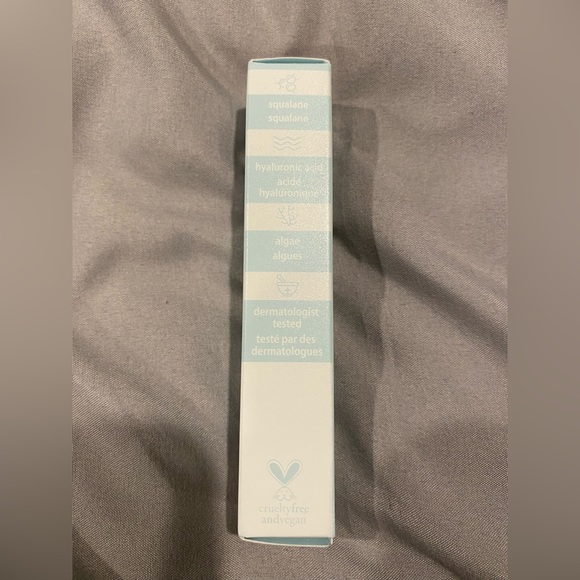 squalane
squalane
hyaluronic acid
acide
hyaluronique
algae
algues
dermatologist
tested
testé par des
dermatologues
crueltyfree
andvegan